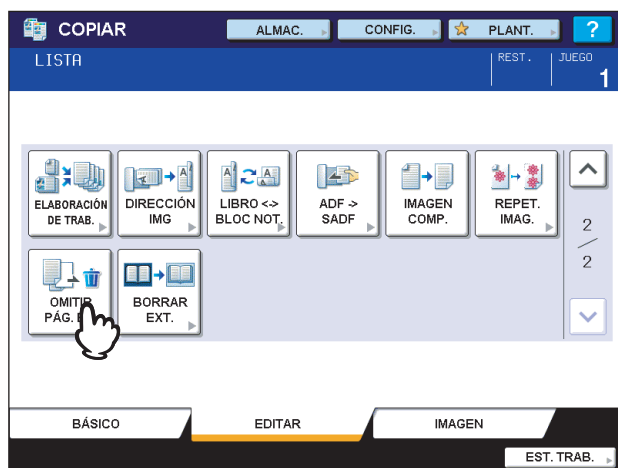 COPIAR
ALMAC.
CONFIG.
PLANT.
?
LISTA
REST.
JUEGO
1
ELABORACIÓN
DE TRAB.
DIRECCIÓN
IMG
LIBRO <->
BLOC NOT.
ADF ->
SADF
IMAGEN
COMP.
REPET.
IMAG.
2
2
OMITIR
PÁG.
BORRAR
EXT.
BÁSICO
EDITAR
IMAGEN
EST. TRAB.